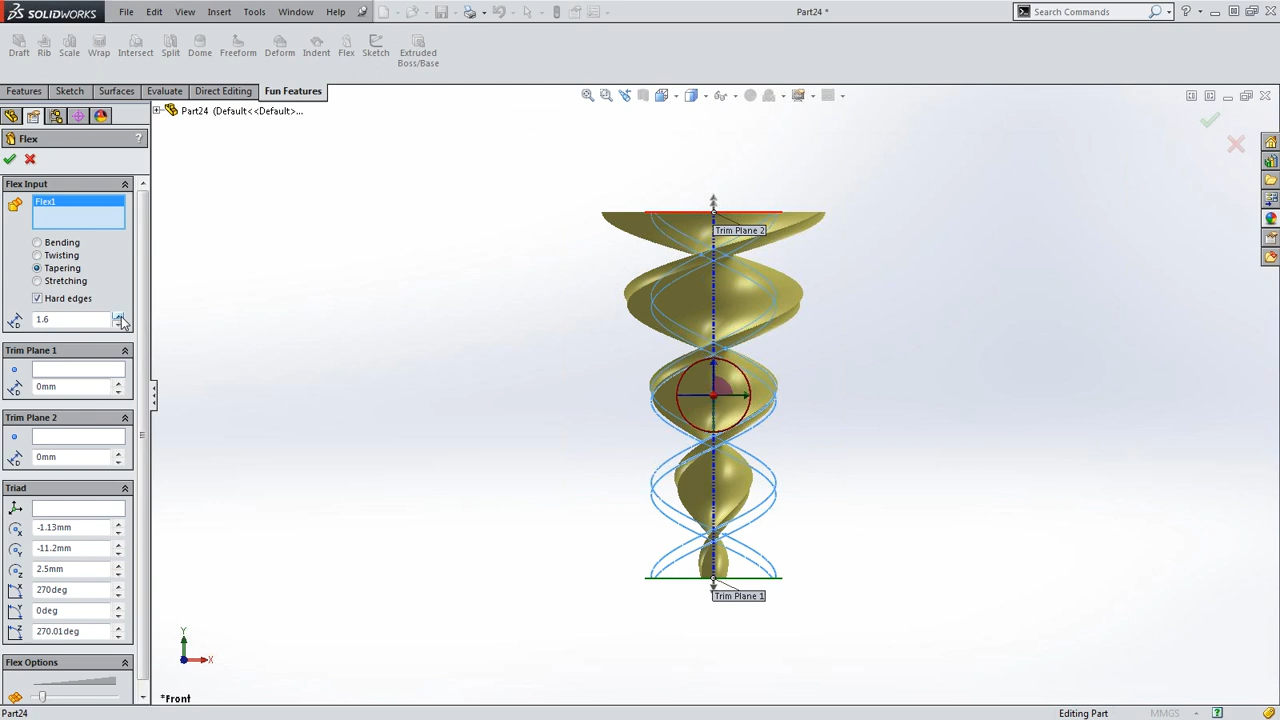 SOLIDWORKS File Edit View Insert Tools Window Help Part24 * Search Commands
Draft Rib Scale Wrap Intersect Split Dome Freeform Deform Indent Flex Sketch Extruded
Boss/Base
Features Sketch Surfaces Evaluate Direct Editing Fun Features
Part24 (Default<<Default>...
Flex ?
Flex Input
Flex1
Bending
Twisting
Tapering
Stretching
Hard edges
1.6
Trim Plane 1
0mm
Trim Plane 2
0mm
Triad
-1.13mm
-11.2mm
2.5mm
270deg
0deg
270.01deg
Flex Options
Trim Plane 2
Trim Plane 1
Y
X
*Front
Part24 Editing Part MMGS